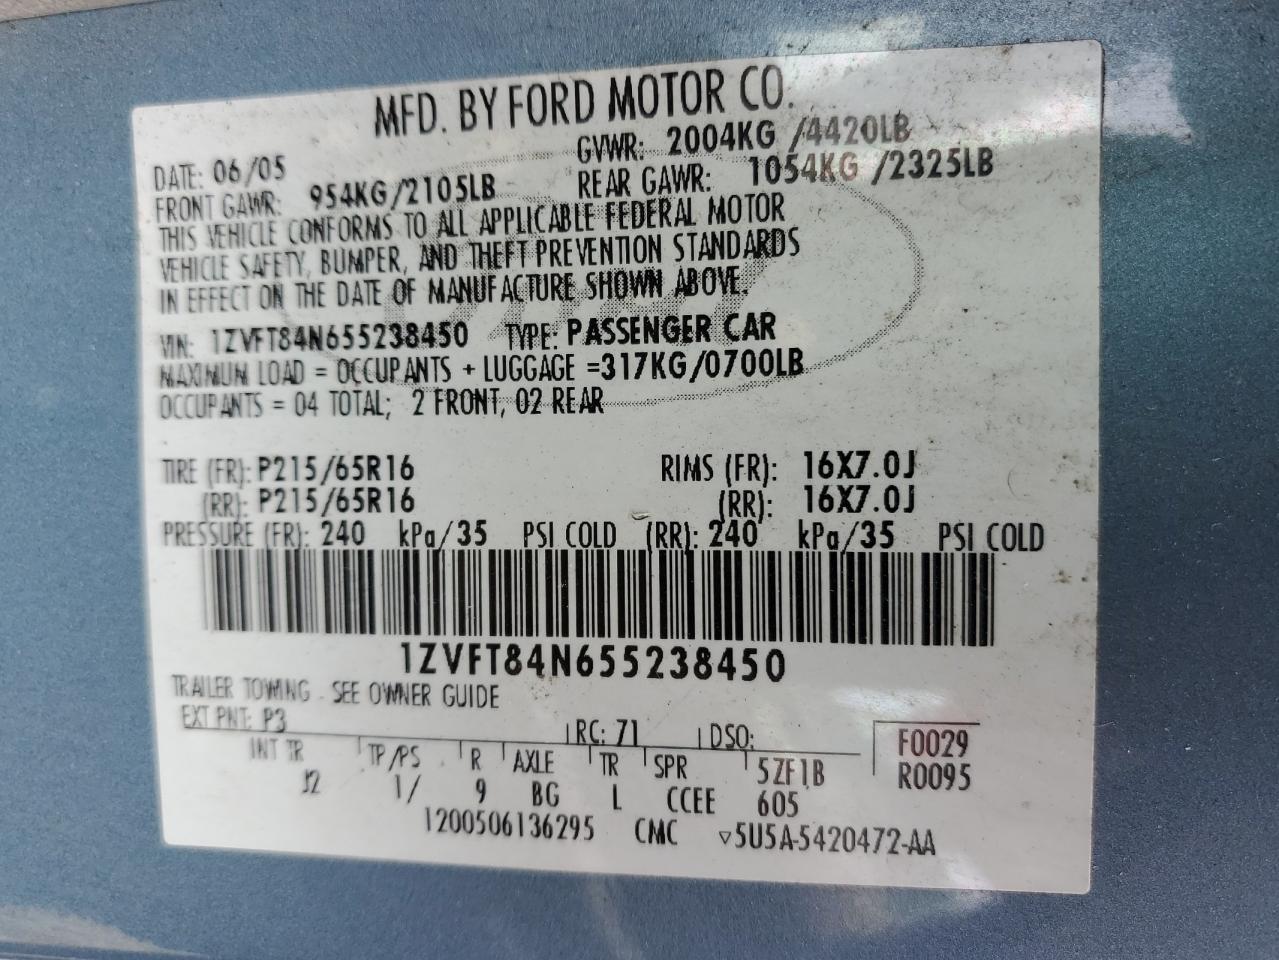 MFD. BY FORD MOTOR CO.
DATE: 06/05 GVWR: 2004KG /4420LB
FRONT GAWR: 954KG/2105LB REAR GAWR: 1054KG /2325LB
THIS VEHICLE CONFORMS TO ALL APPLICABLE FEDERAL MOTOR
VEHICLE SAFETY, BUMPER, AND THEFT PREVENTION STANDARDS
IN EFFECT ON THE DATE OF MANUFACTURE SHOWN ABOVE.
VIN: 1ZVFT84N655238450 TYPE: PASSENGER CAR
MAXIMUM LOAD = OCCUPANTS + LUGGAGE =317KG/0700LB
OCCUPANTS = 04 TOTAL; 2 FRONT, 02 REAR
TIRE (FR): P215/65R16 RIMS (FR): 16X7.0J
(RR): P215/65R16 (RR): 16X7.0J
PRESSURE (FR): 240 kPa/35 PSI COLD (RR): 240 kPa/35 PSI COLD
1ZVFT84N655238450
TRAILER TOWING - SEE OWNER GUIDE
EXT PNT: P3 RC: 71 DSO: F0029
INT TR TP/PS R AXLE TR SPR 5ZF1B R0095
J2 1/ 9 BG L CCEE 605
1200506136295 CMC ▽5U5A-5420472-AA